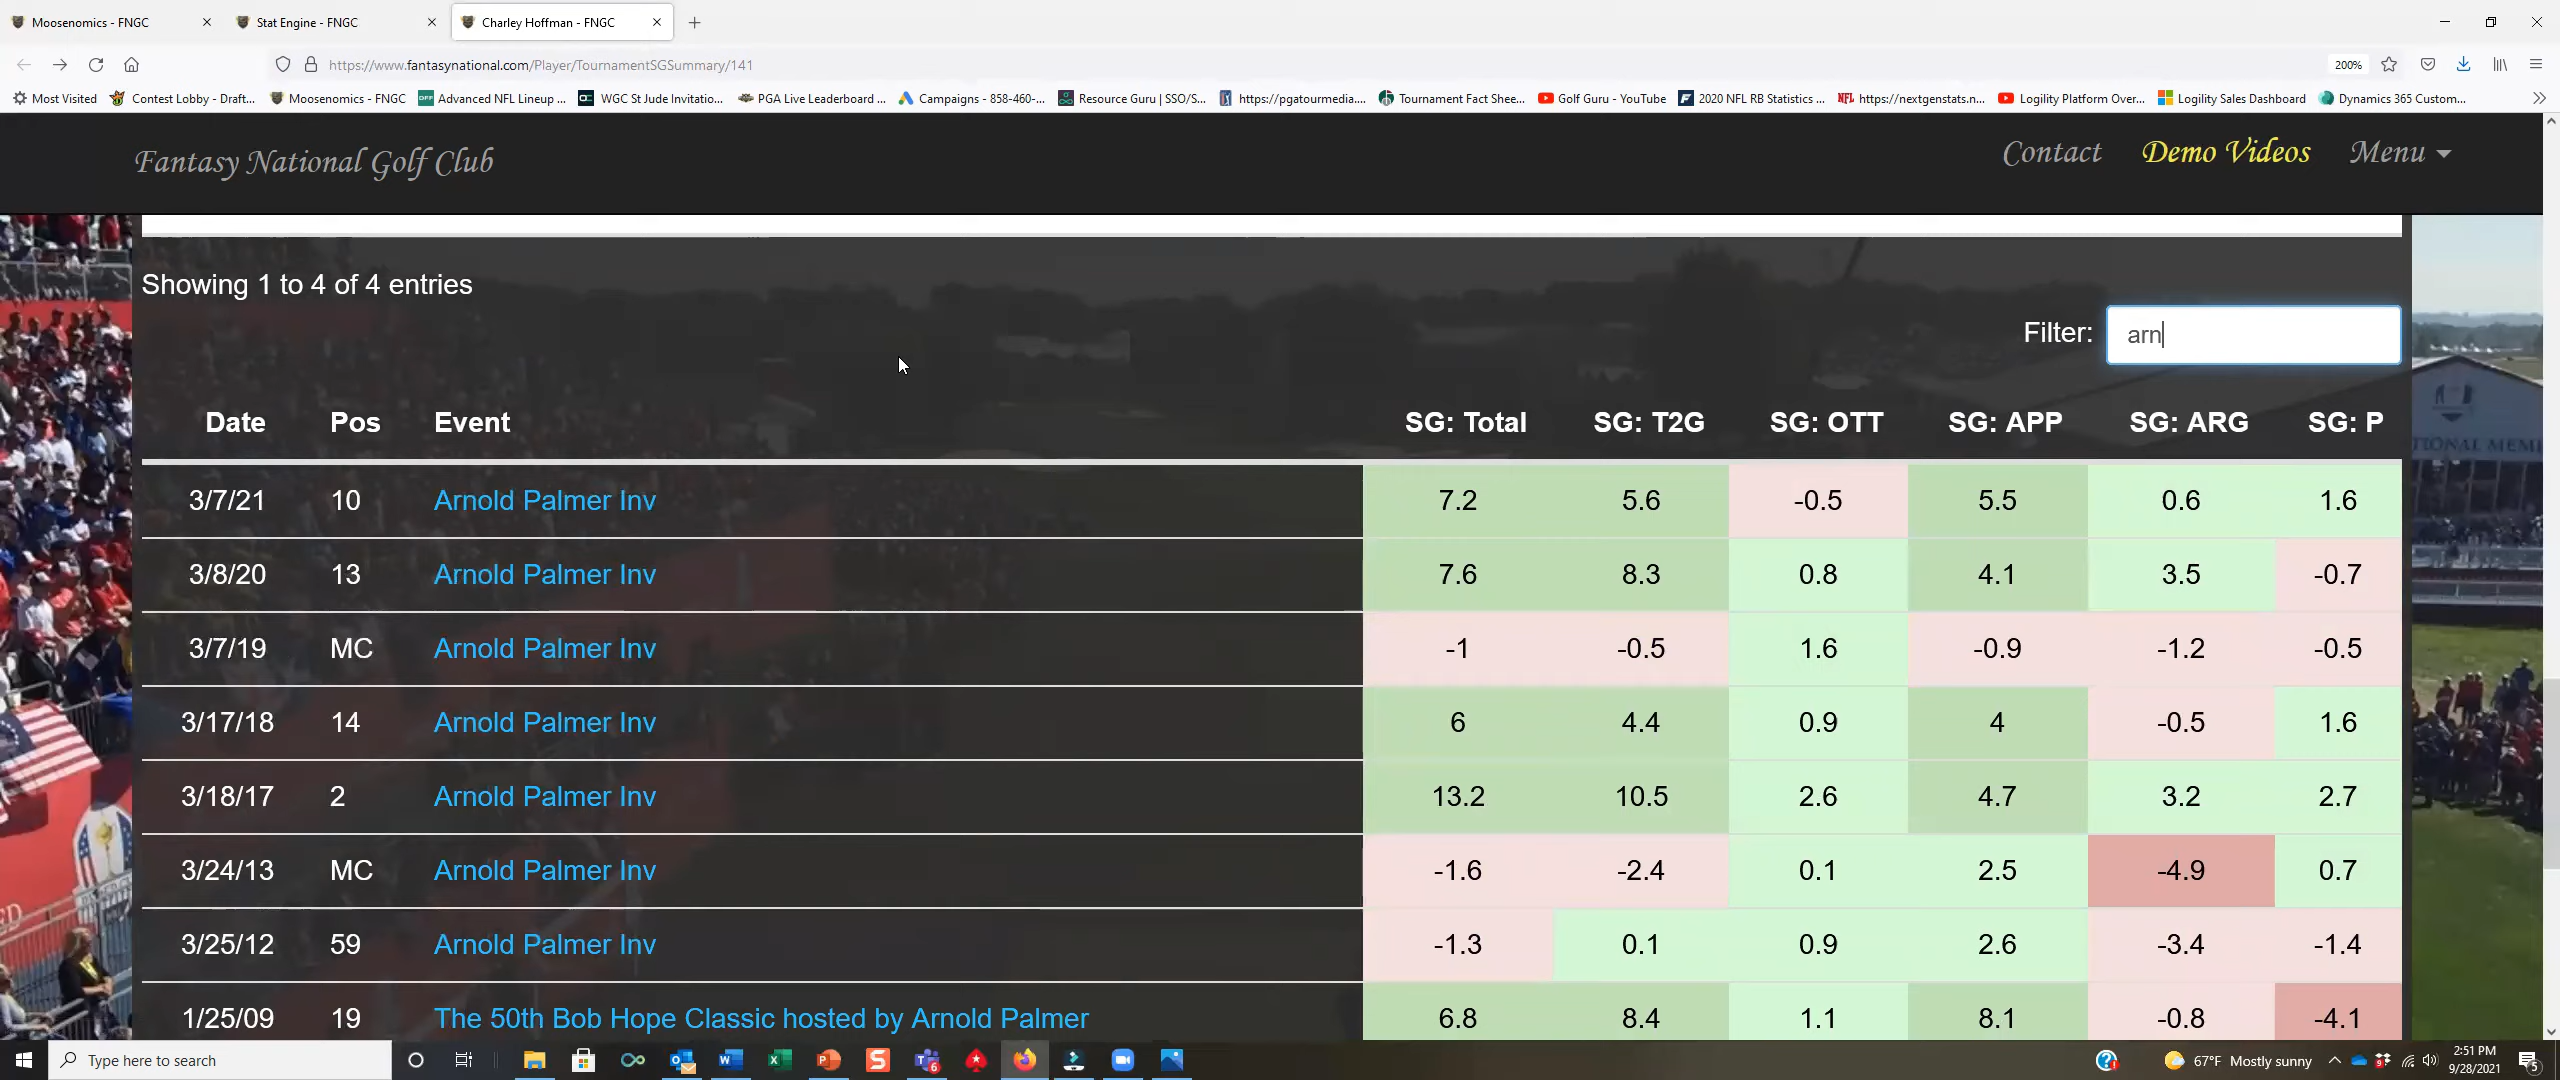 Moosenomics - FNGC
Stat Engine - FNGC
Charley Hoffman - FNGC
https://www.fantasynational.com/Player/TournamentSGSummary/141
200%
Most Visited Contest Lobby - Draft... Moosenomics - FNGC Advanced NFL Lineup ... WGC St Jude Invitatio... PGA Live Leaderboard ... Campaigns - 858-460-... Resource Guru | SSO/S... https://pgatourmedia.... Tournament Fact Shee... Golf Guru - YouTube 2020 NFL RB Statistics ... https://nextgenstats.n... Logility Platform Over... Logility Sales Dashboard Dynamics 365 Custom...
Fantasy National Golf Club
Contact Demo Videos Menu
Showing 1 to 4 of 4 entries
Filter: arn
Date Pos Event SG: Total SG: T2G SG: OTT SG: APP SG: ARG SG: P
3/7/21 10 Arnold Palmer Inv 7.2 5.6 -0.5 5.5 0.6 1.6
3/8/20 13 Arnold Palmer Inv 7.6 8.3 0.8 4.1 3.5 -0.7
3/7/19 MC Arnold Palmer Inv -1 -0.5 1.6 -0.9 -1.2 -0.5
3/17/18 14 Arnold Palmer Inv 6 4.4 0.9 4 -0.5 1.6
3/18/17 2 Arnold Palmer Inv 13.2 10.5 2.6 4.7 3.2 2.7
3/24/13 MC Arnold Palmer Inv -1.6 -2.4 0.1 2.5 -4.9 0.7
3/25/12 59 Arnold Palmer Inv -1.3 0.1 0.9 2.6 -3.4 -1.4
1/25/09 19 The 50th Bob Hope Classic hosted by Arnold Palmer 6.8 8.4 1.1 8.1 -0.8 -4.1
Type here to search
67°F Mostly sunny
2:51 PM
9/28/2021